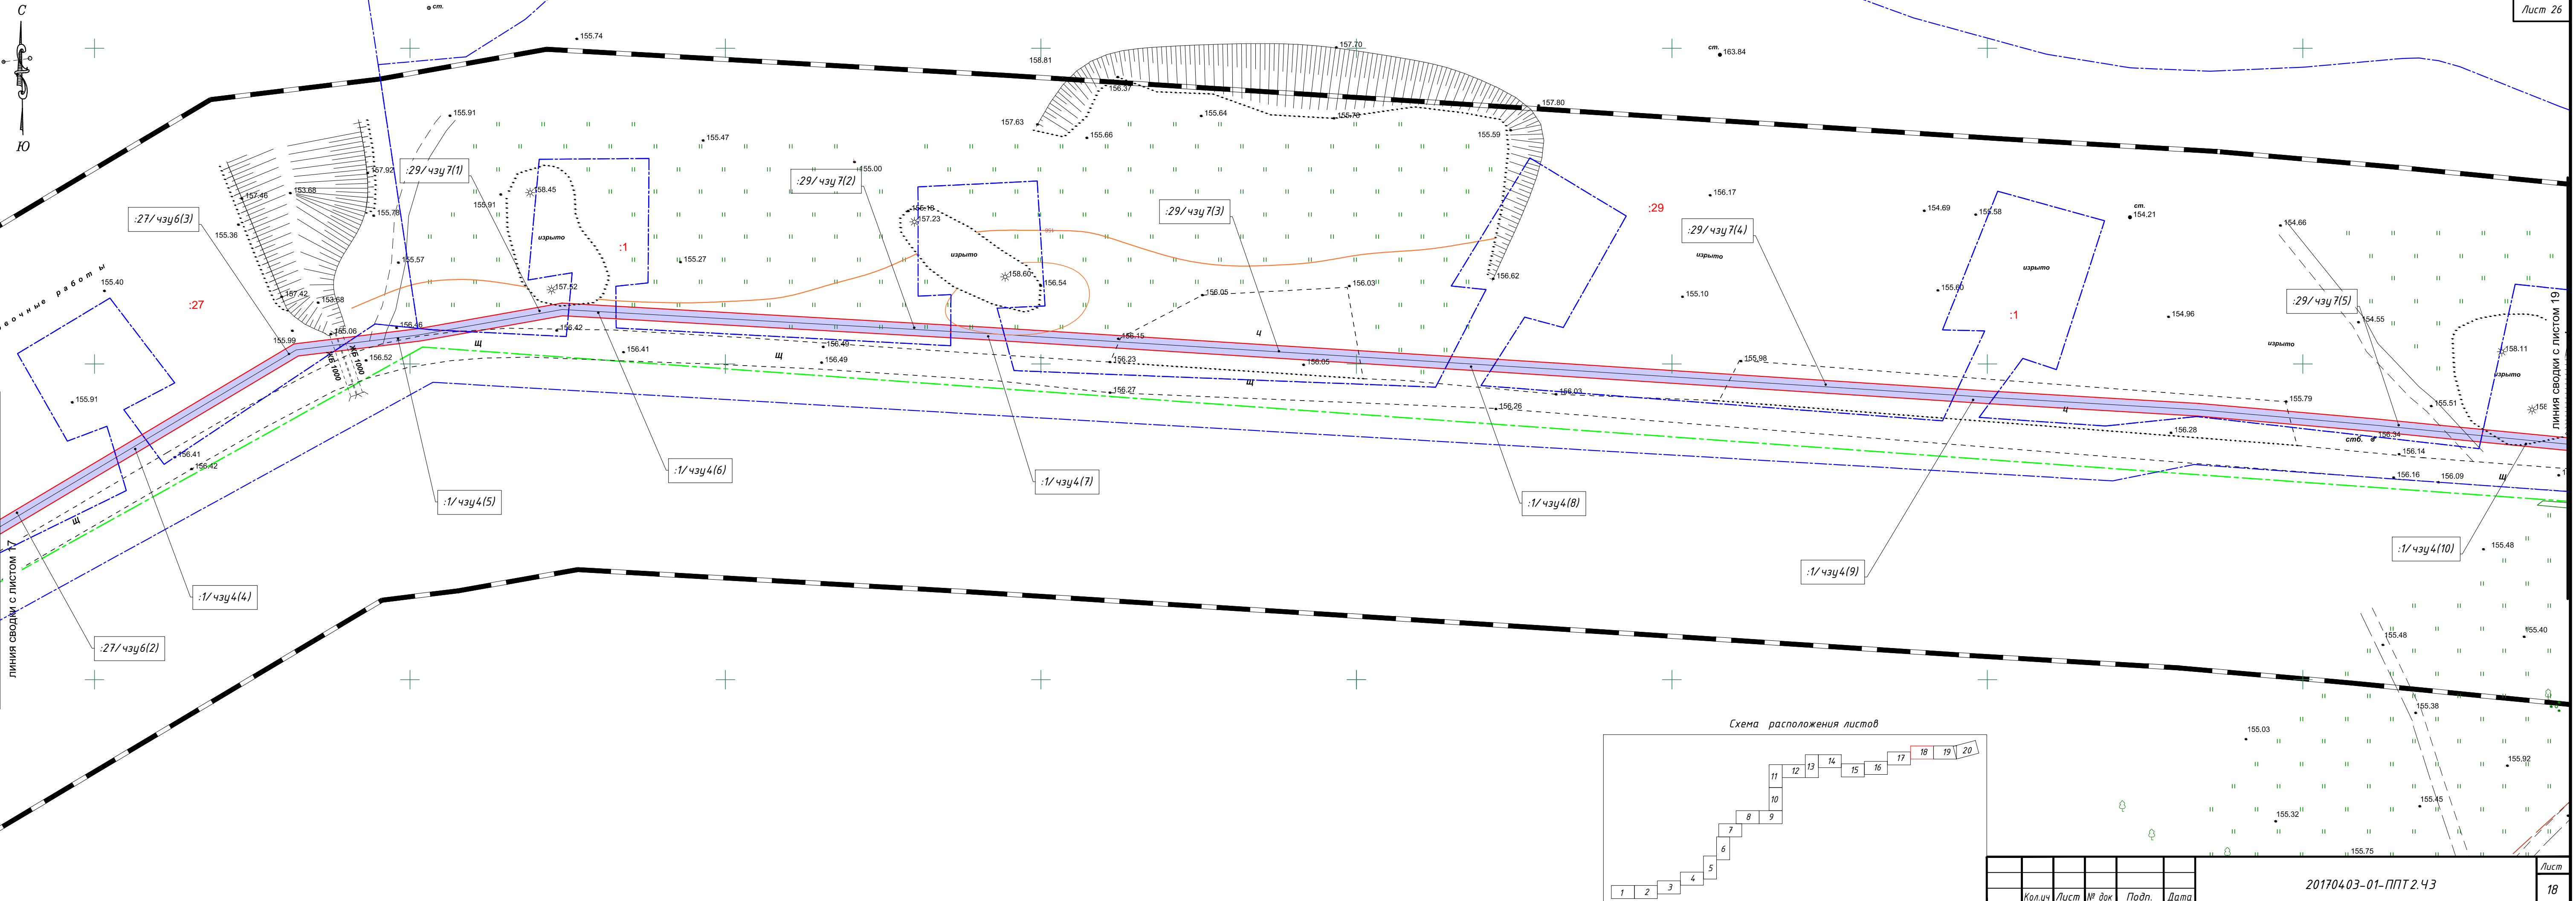 Лист 26
С
Ю
ст.
155.74
158.81
157.70
ст.
163.84
156.37
157.80
155.91
157.63
155.64
155.73
155.66
155.59
155.47
157.92
:29/чзу7(1)
155.00
:29/чзу7(2)
157.46
153.68
158.45
155.91
156.17
:29
154.69
155.58
ст.
154.21
:27/чзу6(3)
155.78
157.23
:29/чзу7(3)
:29/чзу7(4)
154.66
155.36
изрыто
:1
изрыто
изрыто
изрыто
155.57
155.27
158.60
156.54
156.62
155.40
157.52
156.05
156.03
155.10
155.60
:29/чзу7(5)
:27
157.42
153.68
:1
154.96
154.55
155.06
156.46
156.42
156.15
ч
изрыто
155.99
ЖБ 1000
ЖБ 1000
156.52
щ
156.41
156.49
156.49
щ
156.23
156.05
155.98
158.11
изрыто
155.91
156.27
щ
156.03
156.26
155.79
155.51
ч
156.28
стб.
156.34
156.41
156.42
156.14
156.16
156.09
щ
щ
:1/чзу4(6)
:1/чзу4(7)
:1/чзу4(5)
:1/чзу4(8)
:1/чзу4(9)
:1/чзу4(10)
155.48
:1/чзу4(4)
:27/чзу6(2)
линия сводки с листом 17
линия сводки с листом 19
155.48
155.40
155.38
155.03
155.92
155.45
155.32
155.75
Схема расположения листов
1
2
3
4
5
6
7
8
9
10
11
12
13
14
15
16
17
18
19
20
Кол.уч
Лист
№ док
Подп.
Дата
20170403-01-ППТ2.ЧЗ
Лист
18